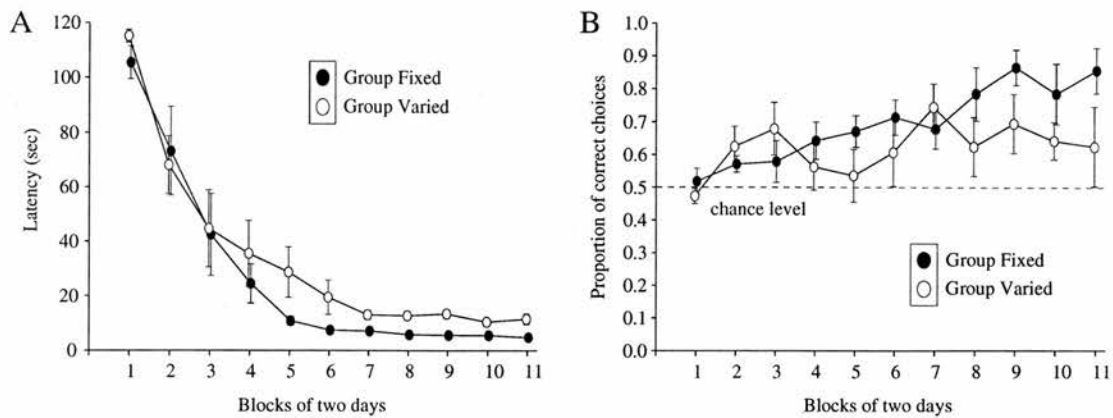 A
Latency (sec)
120
100
80
60
40
20
0
Group Fixed
Group Varied
1 2 3 4 5 6 7 8 9 10 11
Blocks of two days
B
Proportion of correct choices
1.0
0.9
0.8
0.7
0.6
0.5
0.4
0.3
0.2
0.1
0.0
chance level
Group Fixed
Group Varied
1 2 3 4 5 6 7 8 9 10 11
Blocks of two days